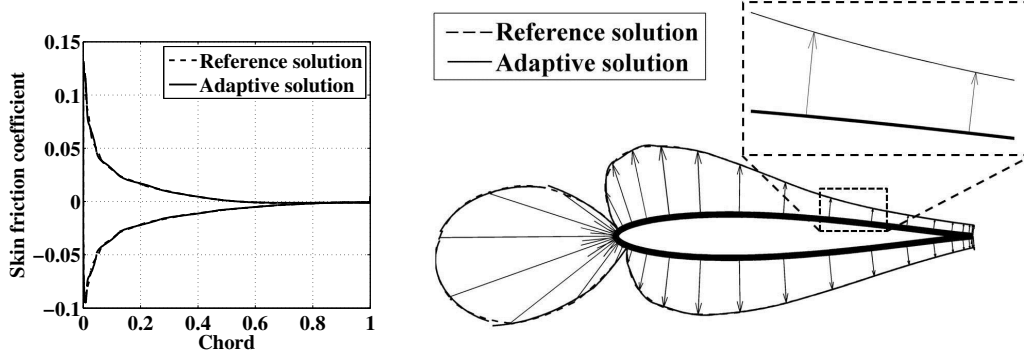 0.15
0.1
0.05
0
−0.05
−0.1
Skin friction coefficient
Reference solution
Adaptive solution
0 0.2 0.4 0.6 0.8 1
Chord
Reference solution
Adaptive solution